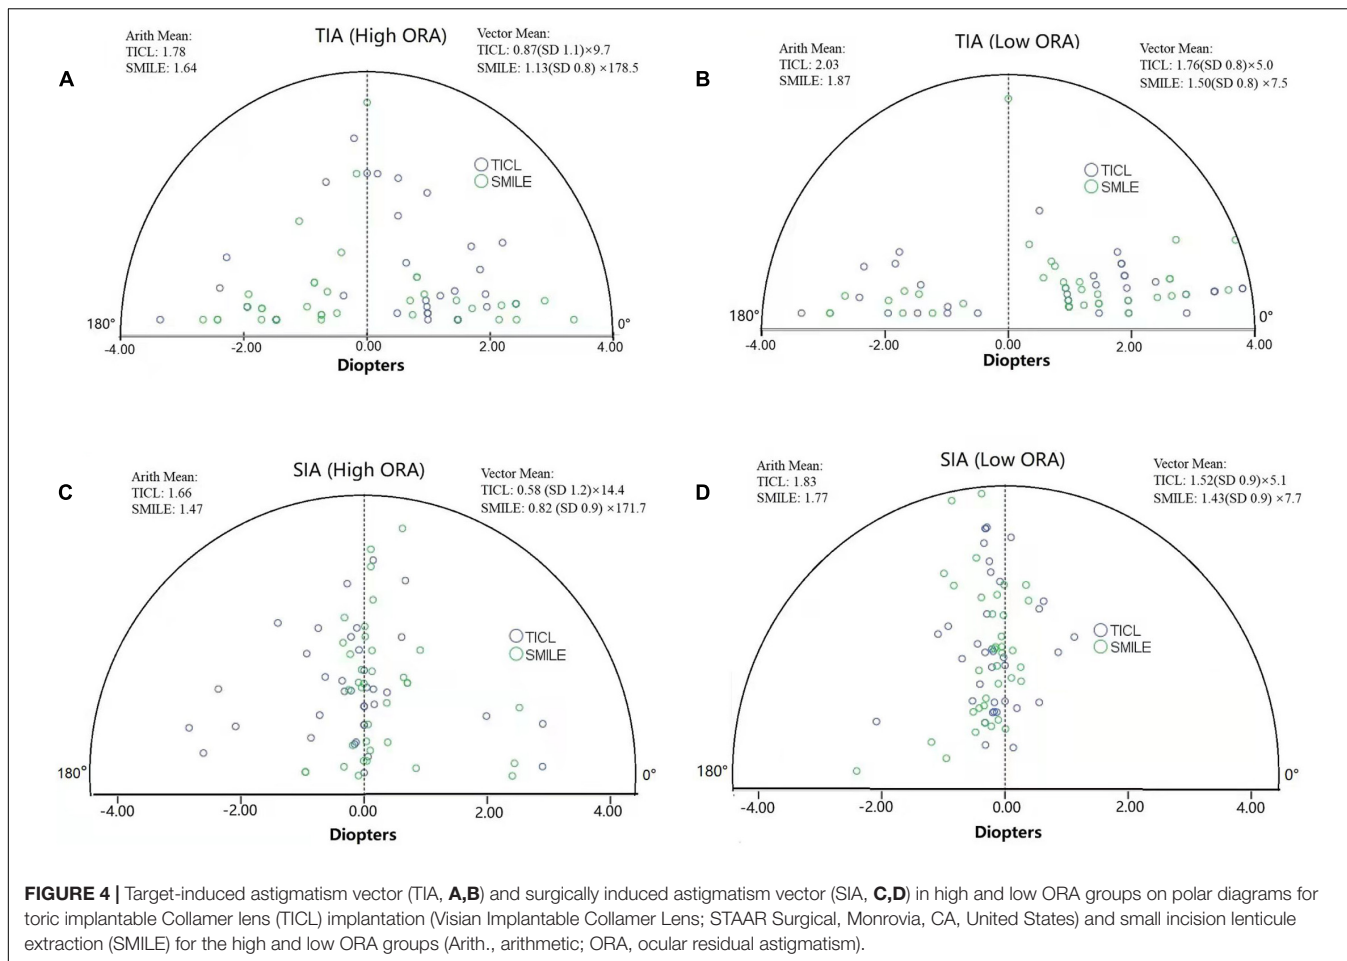 Arith Mean:
TICL: 1.78
SMILE: 1.64
TIA (High ORA)
Vector Mean:
TICL: 0.87(SD 1.1)×9.7
SMILE: 1.13(SD 0.8) ×178.5
A
TICL
SMILE
180°
0°
-4.00 -2.00 0.00 2.00 4.00
Diopters
Arith Mean:
TICL: 2.03
SMILE: 1.87
TIA (Low ORA)
Vector Mean:
TICL: 1.76(SD 0.8)×5.0
SMILE: 1.50(SD 0.8) ×7.5
B
TICL
SMLE
180°
0°
-4.00 -2.00 0.00 2.00 4.00
Diopters
Arith Mean:
TICL: 1.66
SMILE: 1.47
SIA (High ORA)
Vector Mean:
TICL: 0.58 (SD 1.2)×14.4
SMILE: 0.82 (SD 0.9) ×171.7
C
TICL
SMILE
180°
0°
-4.00 -2.00 0.00 2.00 4.00
Diopters
Arith Mean:
TICL: 1.83
SMILE: 1.77
SIA (Low ORA)
Vector Mean:
TICL: 1.52(SD 0.9)×5.1
SMILE: 1.43(SD 0.9) ×7.7
D
TICL
SMILE
180°
0°
-4.00 -2.00 0.00 2.00 4.00
Diopters
FIGURE 4 | Target-induced astigmatism vector (TIA, A,B) and surgically induced astigmatism vector (SIA, C,D) in high and low ORA groups on polar diagrams for
toric implantable Collamer lens (TICL) implantation (Visian Implantable Collamer Lens; STAAR Surgical, Monrovia, CA, United States) and small incision lenticule
extraction (SMILE) for the high and low ORA groups (Arith., arithmetic; ORA, ocular residual astigmatism).